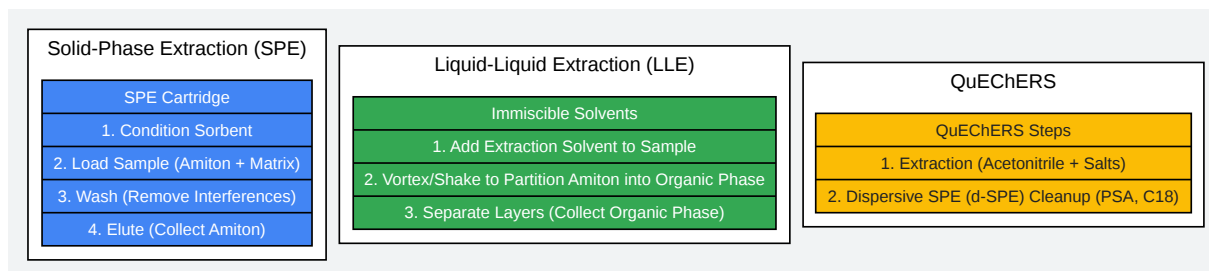 Solid-Phase Extraction (SPE)
SPE Cartridge
1. Condition Sorbent
2. Load Sample (Amiton + Matrix)
3. Wash (Remove Interferences)
4. Elute (Collect Amiton)
Liquid-Liquid Extraction (LLE)
Immiscible Solvents
1. Add Extraction Solvent to Sample
2. Vortex/Shake to Partition Amiton into Organic Phase
3. Separate Layers (Collect Organic Phase)
QuEChERS
QuEChERS Steps
1. Extraction (Acetonitrile + Salts)
2. Dispersive SPE (d-SPE) Cleanup (PSA, C18)